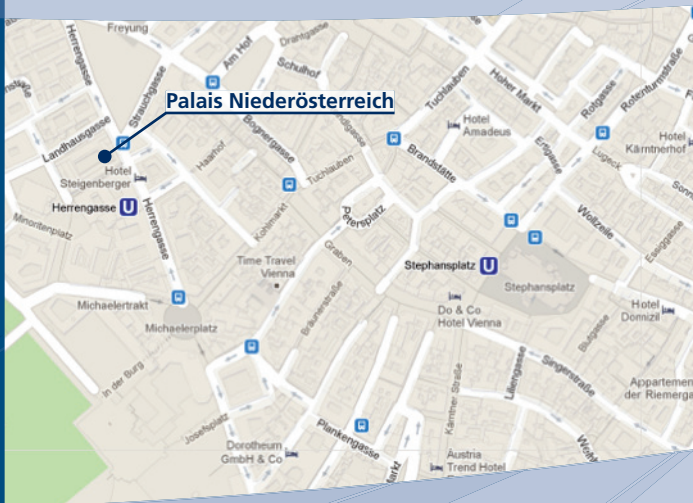 Freyung
Herrengasse
Strauchgasse
Am Hof
Drahtgasse
Schulhof
Palais Niederösterreich
Tuchlauben
Hoher Markt
Rotgasse
Rotenturmstraße
Landhausgasse
Bognergasse
Haarhof
Hotel
Amadeus
Brandstätte
Ertlgasse
Lugeck
Hotel
Kärntnerhof
Hotel
Steigenberger
Tuchlauben
Herrengasse U
Herrengasse
Minoritenplatz
Kohlmarkt
Petersplatz
Wollzeile
Essiggasse
Graben
Time Travel
Vienna
Stephansplatz U
Stephansplatz
Michaelertrakt
Michaelerplatz
Bräunerstraße
Do & Co
Hotel Vienna
Hotel
Domizil
Blutgasse
Singerstraße
In der Burg
Kärntner Straße
Liliengasse
Appartemen
der Riemerga
Josefsplatz
Plankengasse
Dorotheum
GmbH & Co
Austria
Trend Hotel